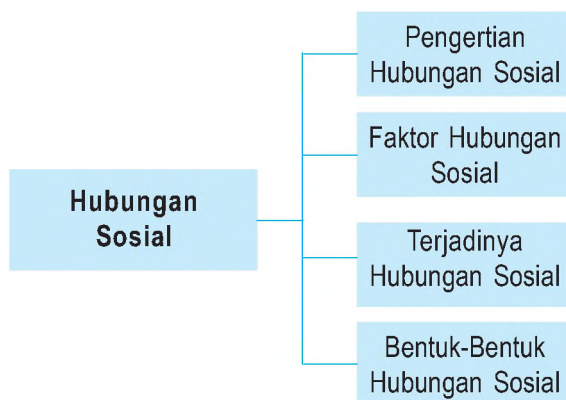 Hubungan
Sosial
Pengertian
Hubungan Sosial
Faktor Hubungan
Sosial
Terjadinya
Hubungan Sosial
Bentuk-Bentuk
Hubungan Sosial